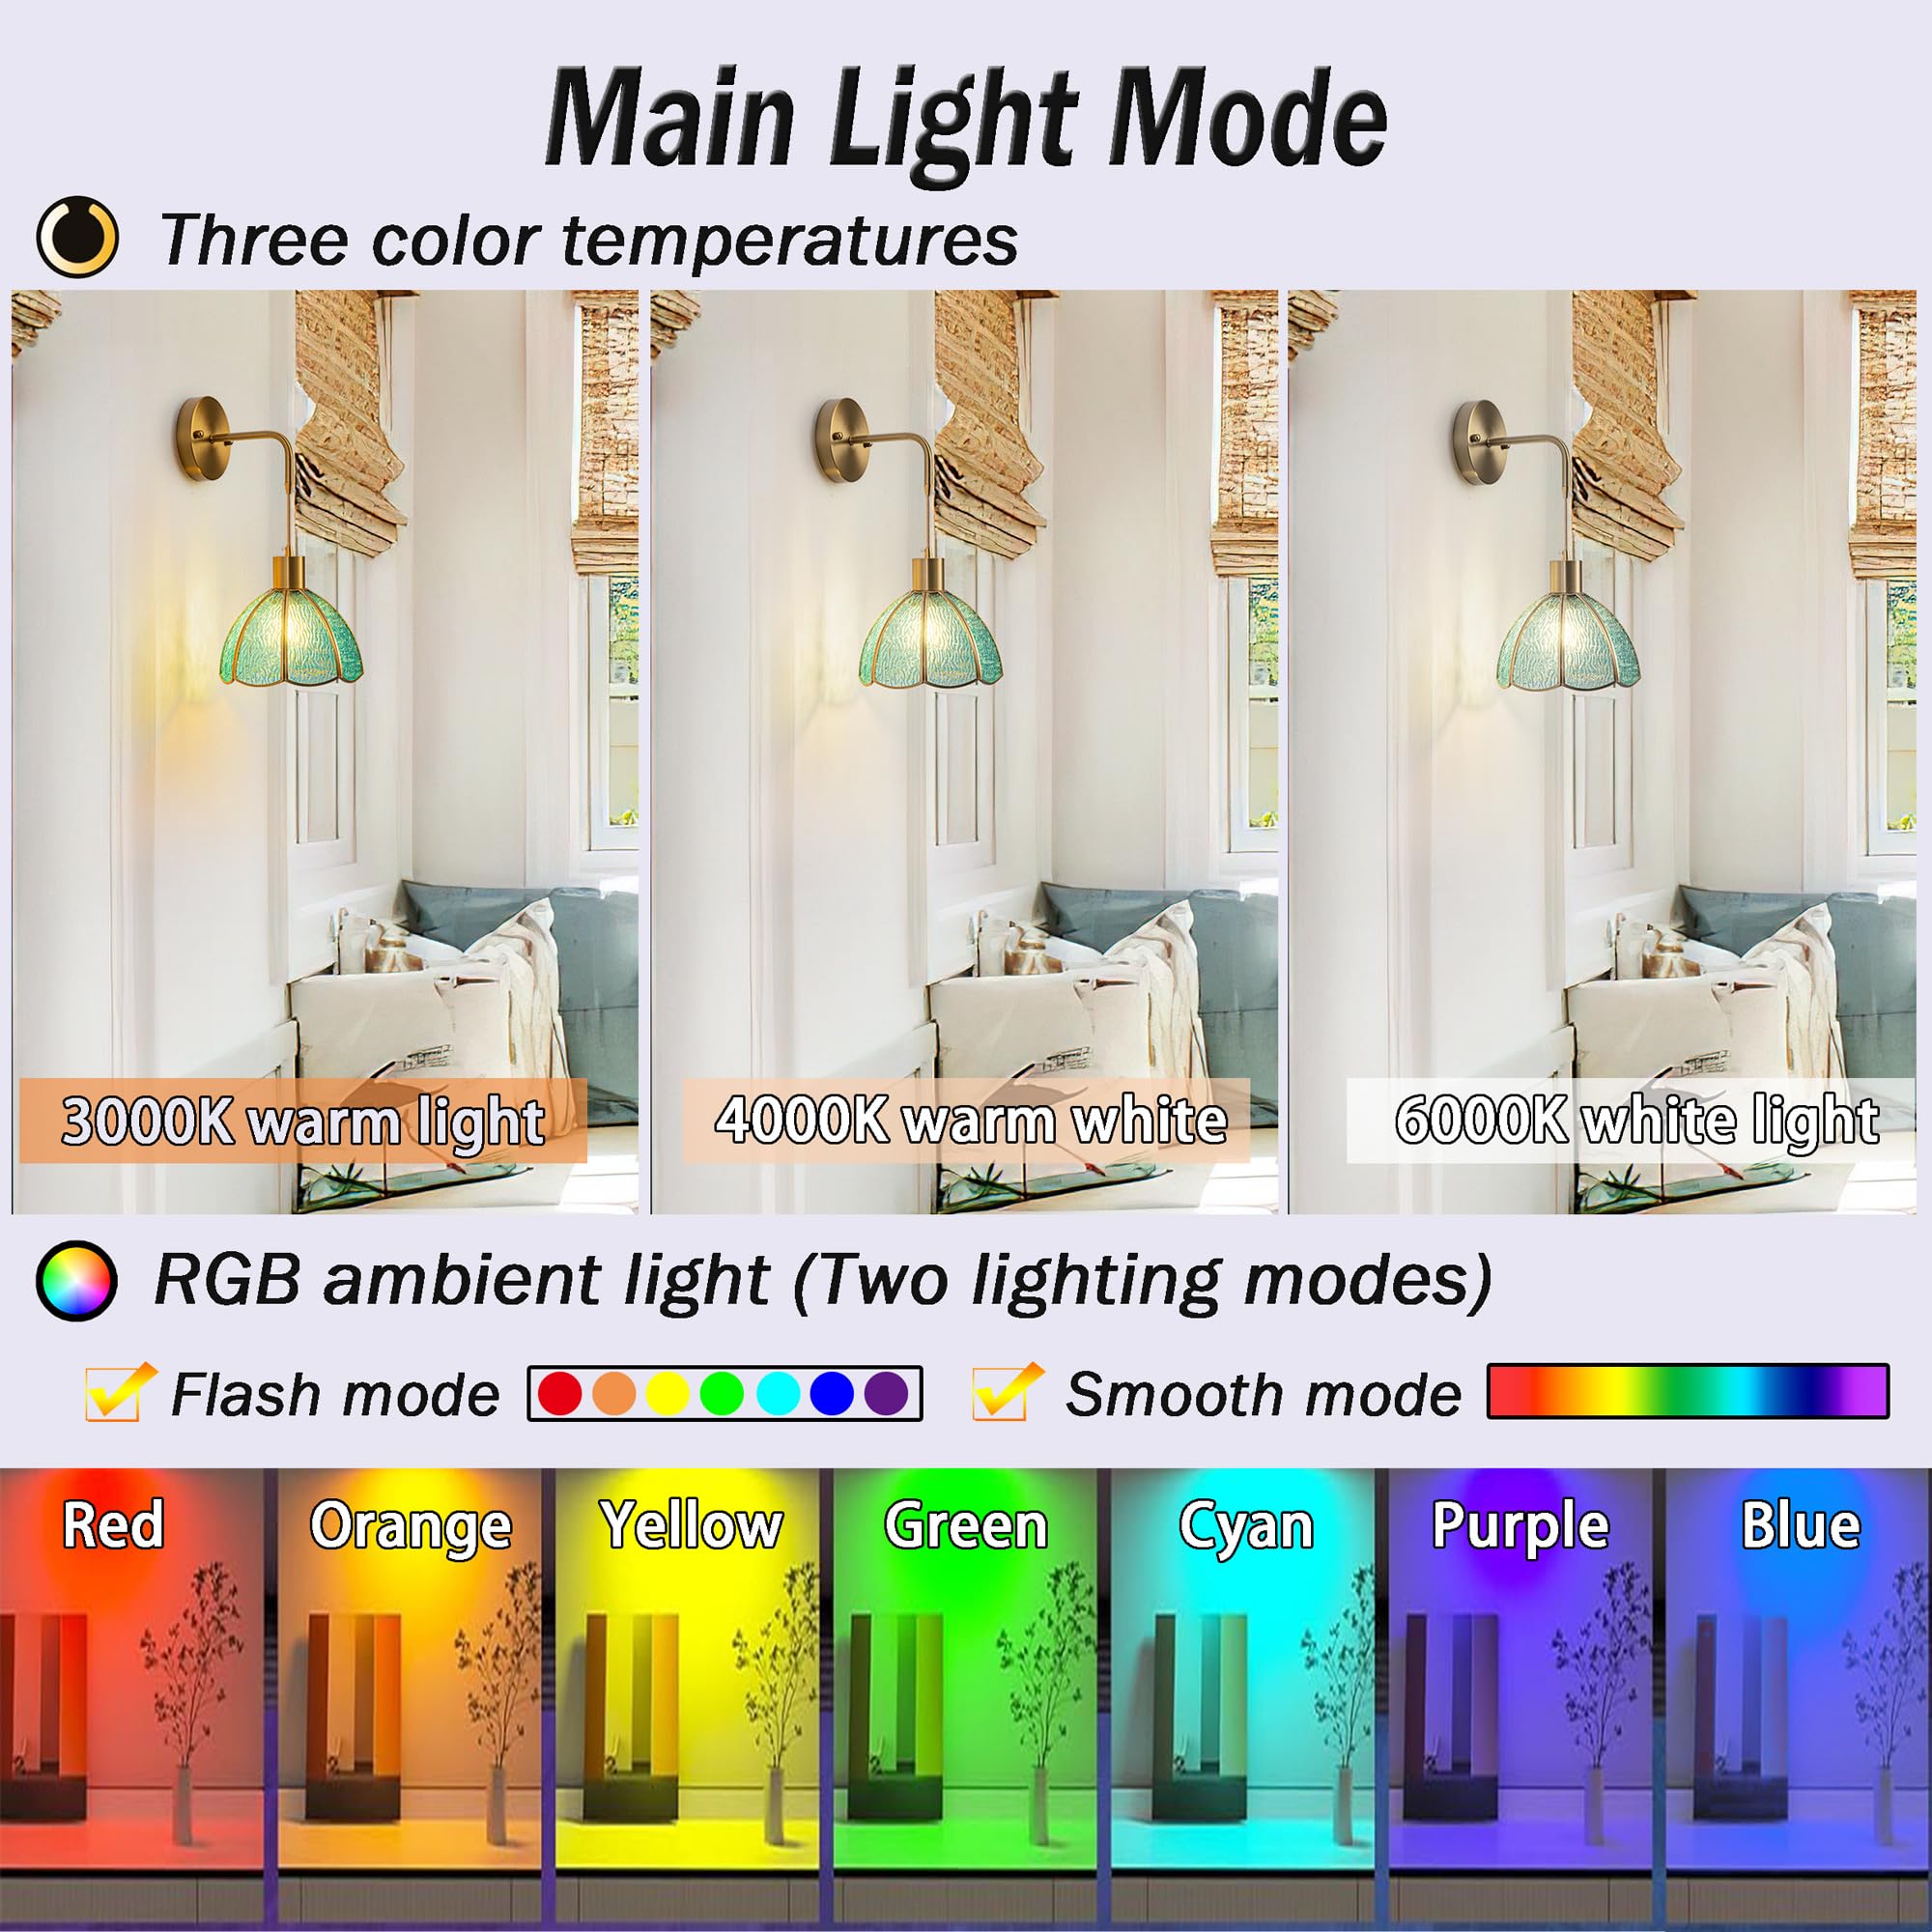 Main Light Mode
Three color temperatures
3000K warm light
4000K warm white
6000K white light
RGB ambient light (Two lighting modes)
Flash mode
Smooth mode
Red
Orange
Yellow
Green
Cyan
Purple
Blue